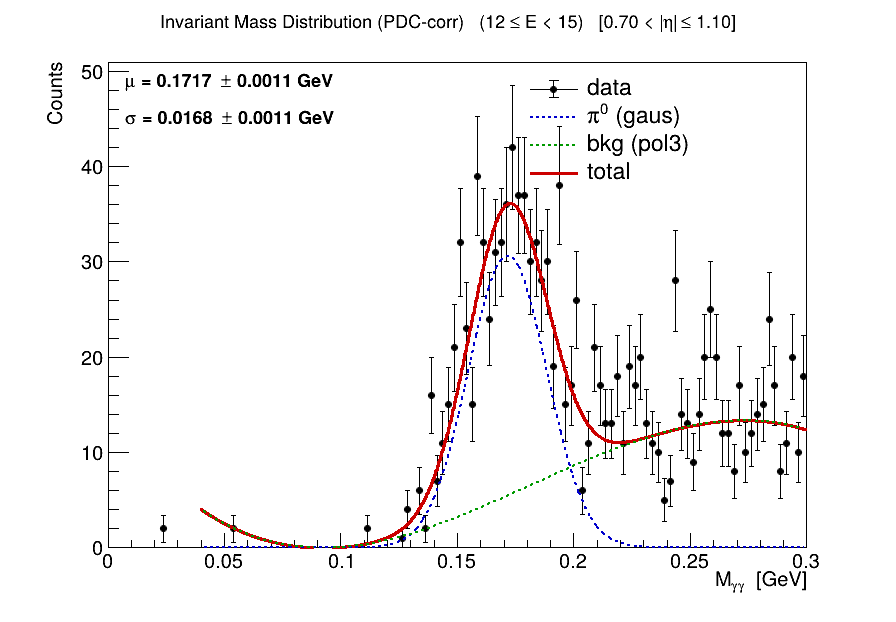 Invariant Mass Distribution (PDC-corr) (12 ≤ E < 15) [0.70 < |η| ≤ 1.10]
μ = 0.1717 ± 0.0011 GeV
σ = 0.0168 ± 0.0011 GeV
data
π⁰ (gaus)
bkg (pol3)
total
Counts
50
40
30
20
10
0
0 0.05 0.1 0.15 0.2 0.25 0.3
M_γγ [GeV]